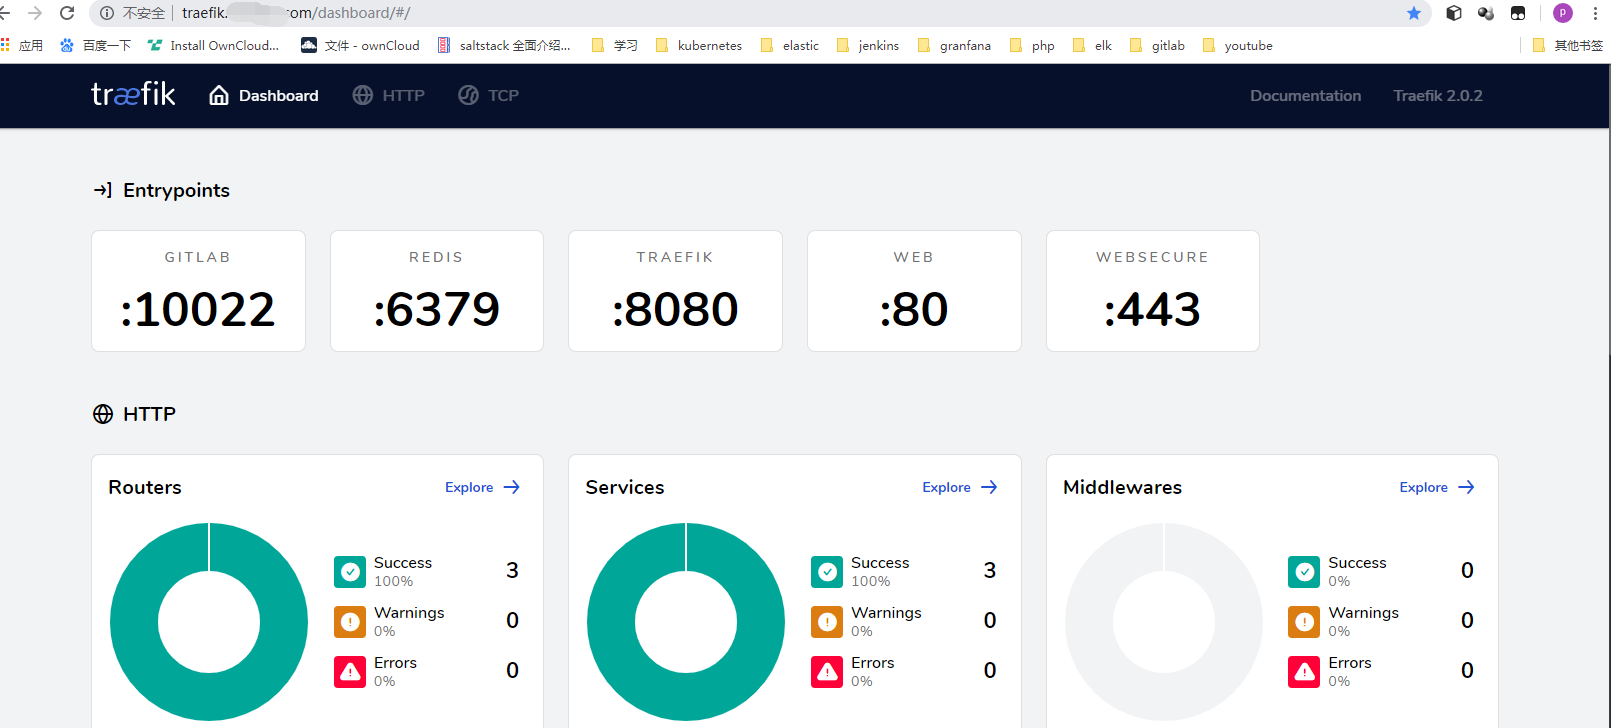 不安全 traefik. om/dashboard/#/
应用 百度一下 Install OwnCloud... 文件 - ownCloud saltstack 全面介绍... 学习 kubernetes elastic jenkins granfana php elk gitlab youtube 其他书签
træfik Dashboard HTTP TCP Documentation Traefik 2.0.2
Entrypoints
GITLAB REDIS TRAEFIK WEB WEBSECURE
:10022 :6379 :8080 :80 :443
HTTP
Routers Explore
Success 3
100%
Warnings 0
0%
Errors 0
0%
Services Explore
Success 3
100%
Warnings 0
0%
Errors 0
0%
Middlewares Explore
Success 0
0%
Warnings 0
0%
Errors 0
0%
P